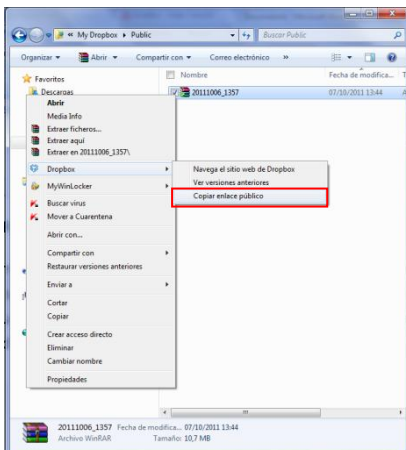 « My Dropbox ▸ Public
Buscar Public
Organizar Abrir Compartir con Correo electrónico »
Favoritos
Descargas
Nombre Fecha de modifica...
20111006_1357 07/10/2011 13:44
Abrir
Media Info
Extraer ficheros...
Extraer aquí
Extraer en 20111006_1357\
Dropbox
MyWinLocker
Buscar virus
Mover a Cuarentena
Abrir con...
Compartir con
Restaurar versiones anteriores
Enviar a
Cortar
Copiar
Crear acceso directo
Eliminar
Cambiar nombre
Propiedades
Navega el sitio web de Dropbox
Ver versiones anteriores
Copiar enlace público
20111006_1357 Fecha de modifica... 07/10/2011 13:44
Archivo WinRAR Tamaño: 10,7 MB